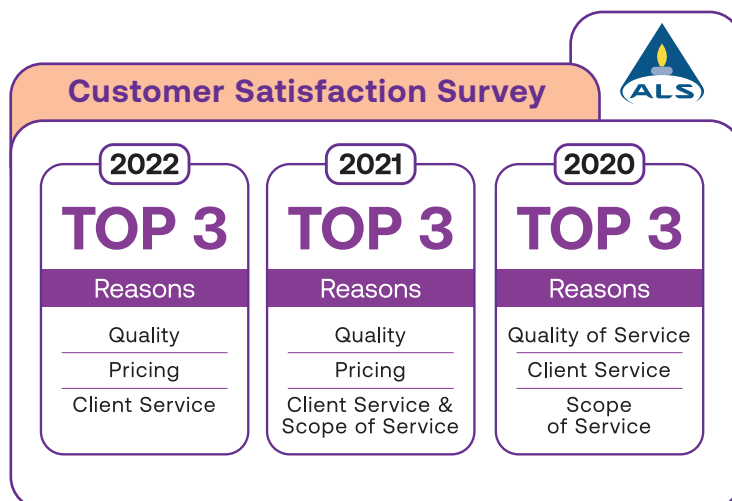 Customer Satisfaction Survey
ALS
2022
TOP 3
Reasons
Quality
Pricing
Client Service
2021
TOP 3
Reasons
Quality
Pricing
Client Service &
Scope of Service
2020
TOP 3
Reasons
Quality of Service
Client Service
Scope
of Service